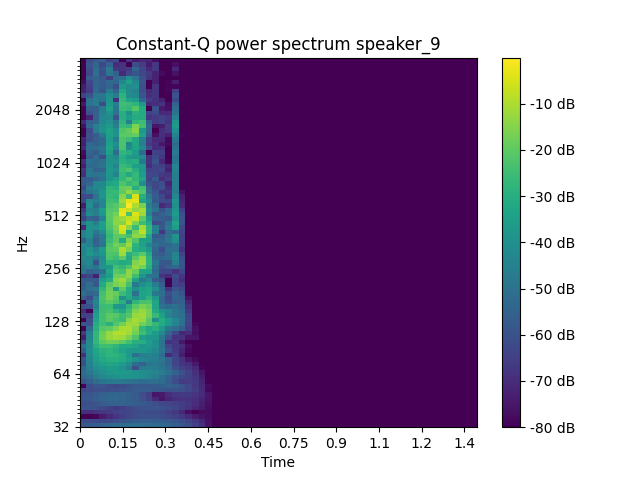 Constant-Q power spectrum speaker_9
Hz
2048
1024
512
256
128
64
32
0 0.15 0.3 0.45 0.6 0.75 0.9 1.1 1.2 1.4
Time
-10 dB
-20 dB
-30 dB
-40 dB
-50 dB
-60 dB
-70 dB
-80 dB